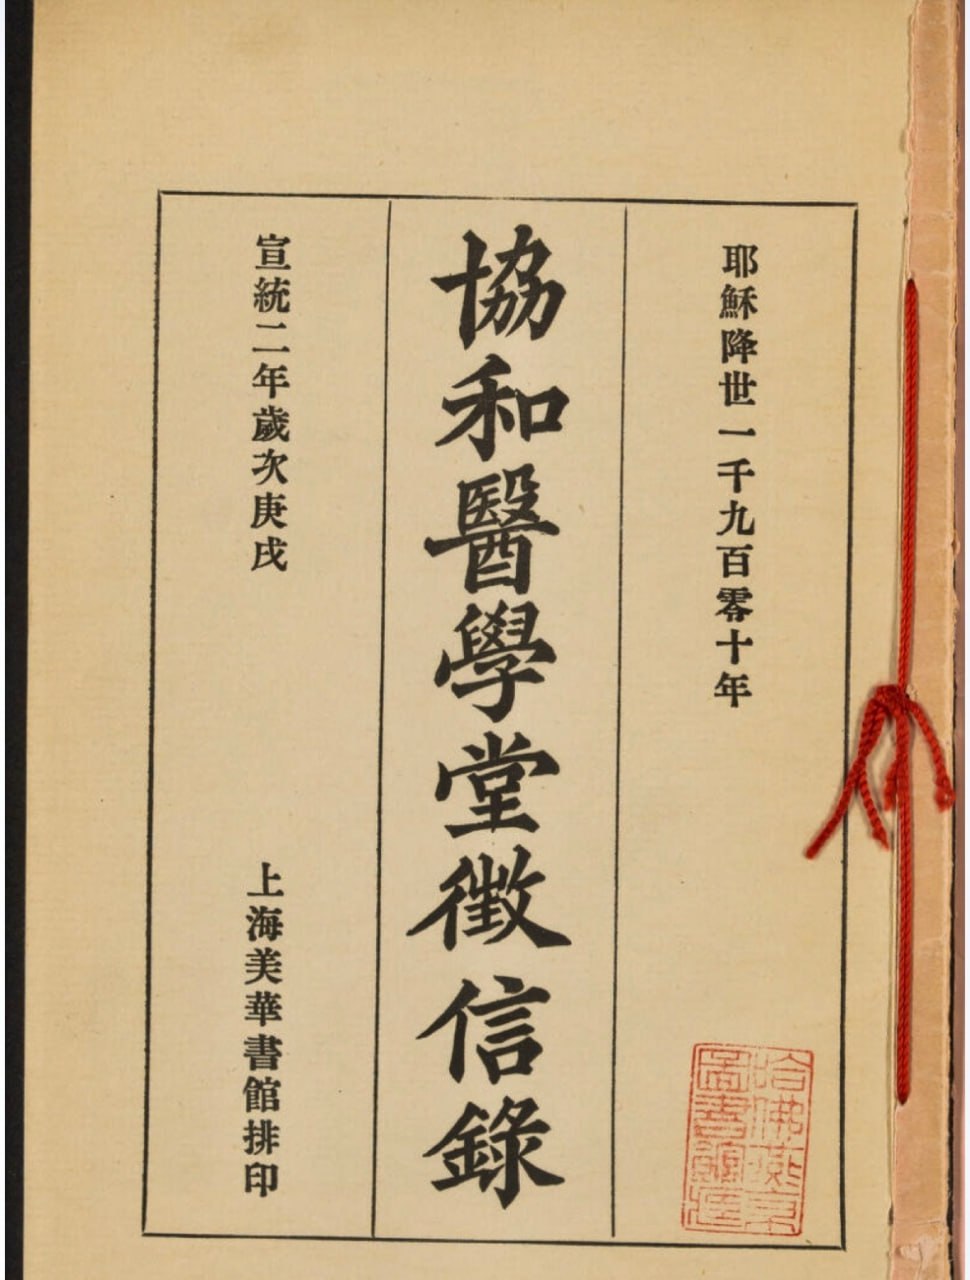 耶穌降世一千九百零十年
協和醫學堂徵信錄
宣統二年歲次庚戌
上海美華書館排印
哈佛燕京
圖書館藏